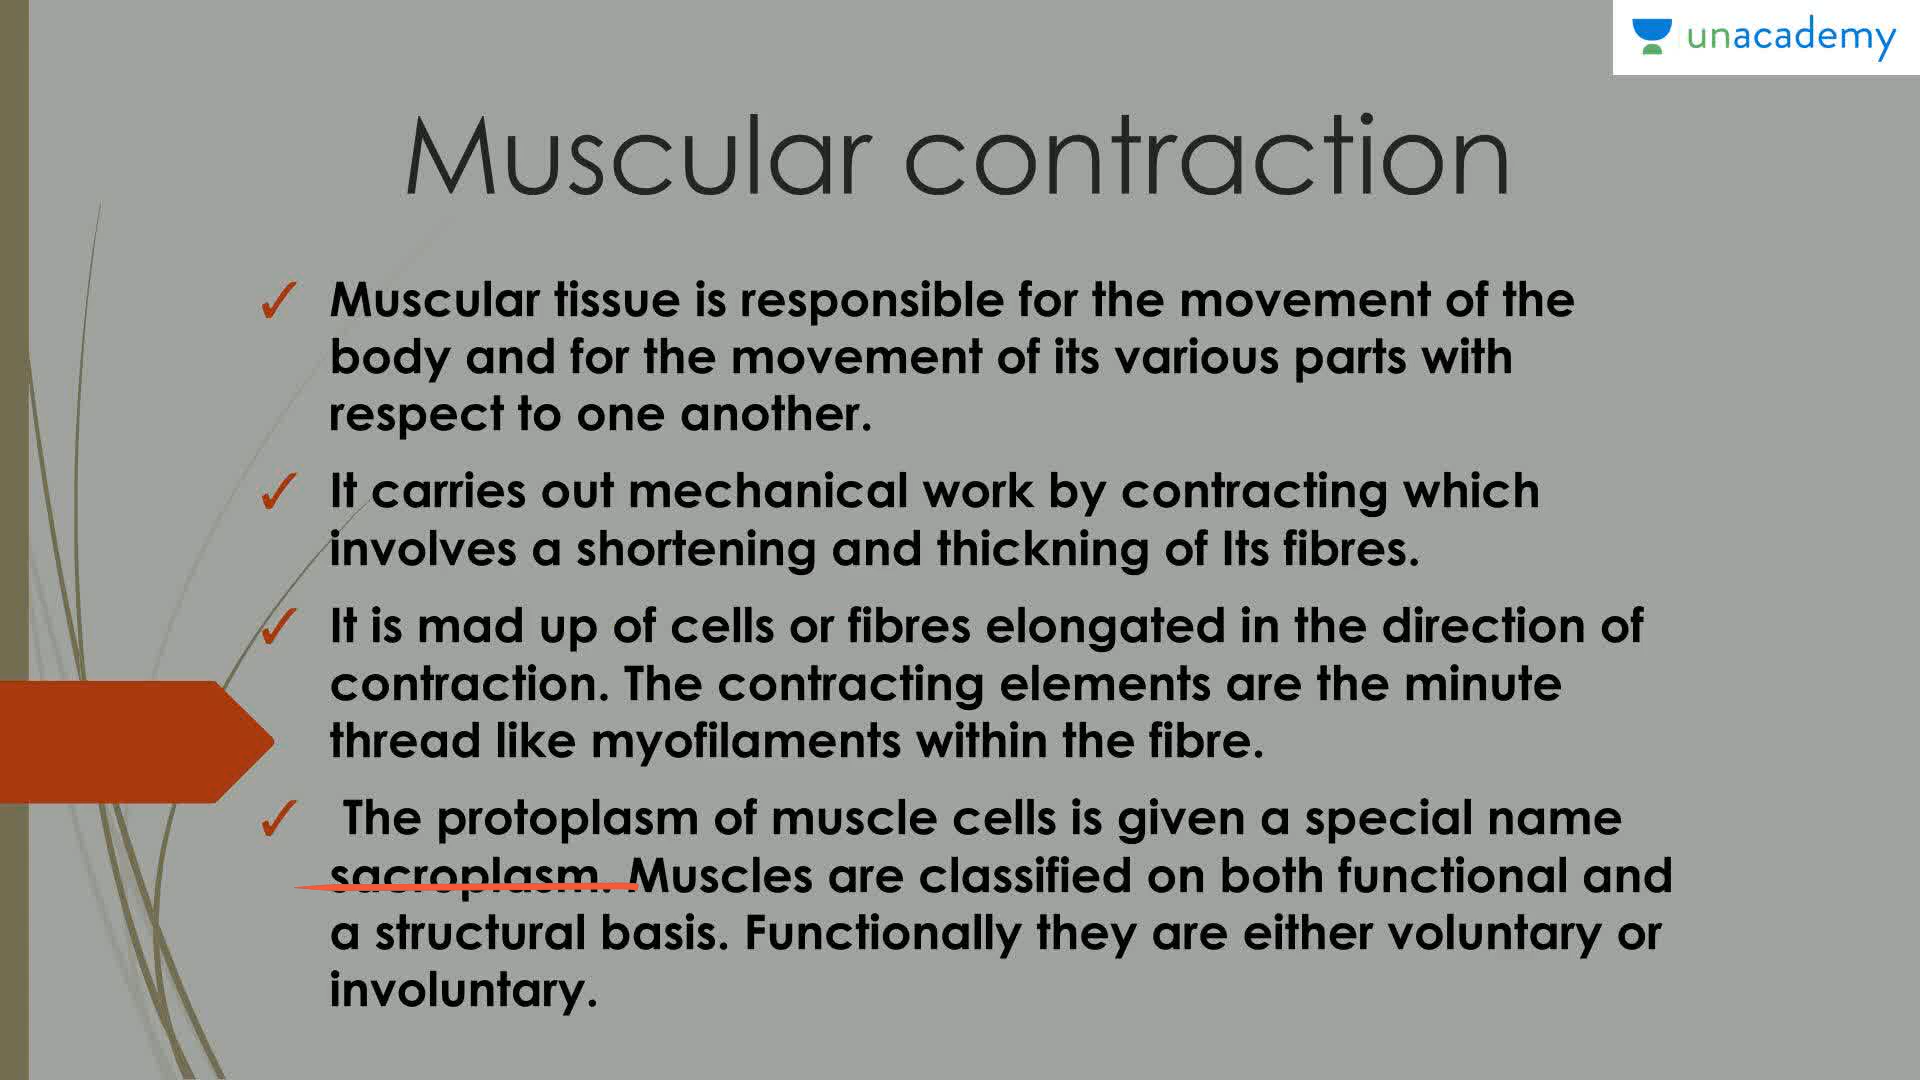 unacademy
Muscular contraction
✓ Muscular tissue is responsible for the movement of the
body and for the movement of its various parts with
respect to one another.
✓ It carries out mechanical work by contracting which
involves a shortening and thickning of Its fibres.
✓ It is mad up of cells or fibres elongated in the direction of
contraction. The contracting elements are the minute
thread like myofilaments within the fibre.
✓ The protoplasm of muscle cells is given a special name
sacroplasm. Muscles are classified on both functional and
a structural basis. Functionally they are either voluntary or
involuntary.